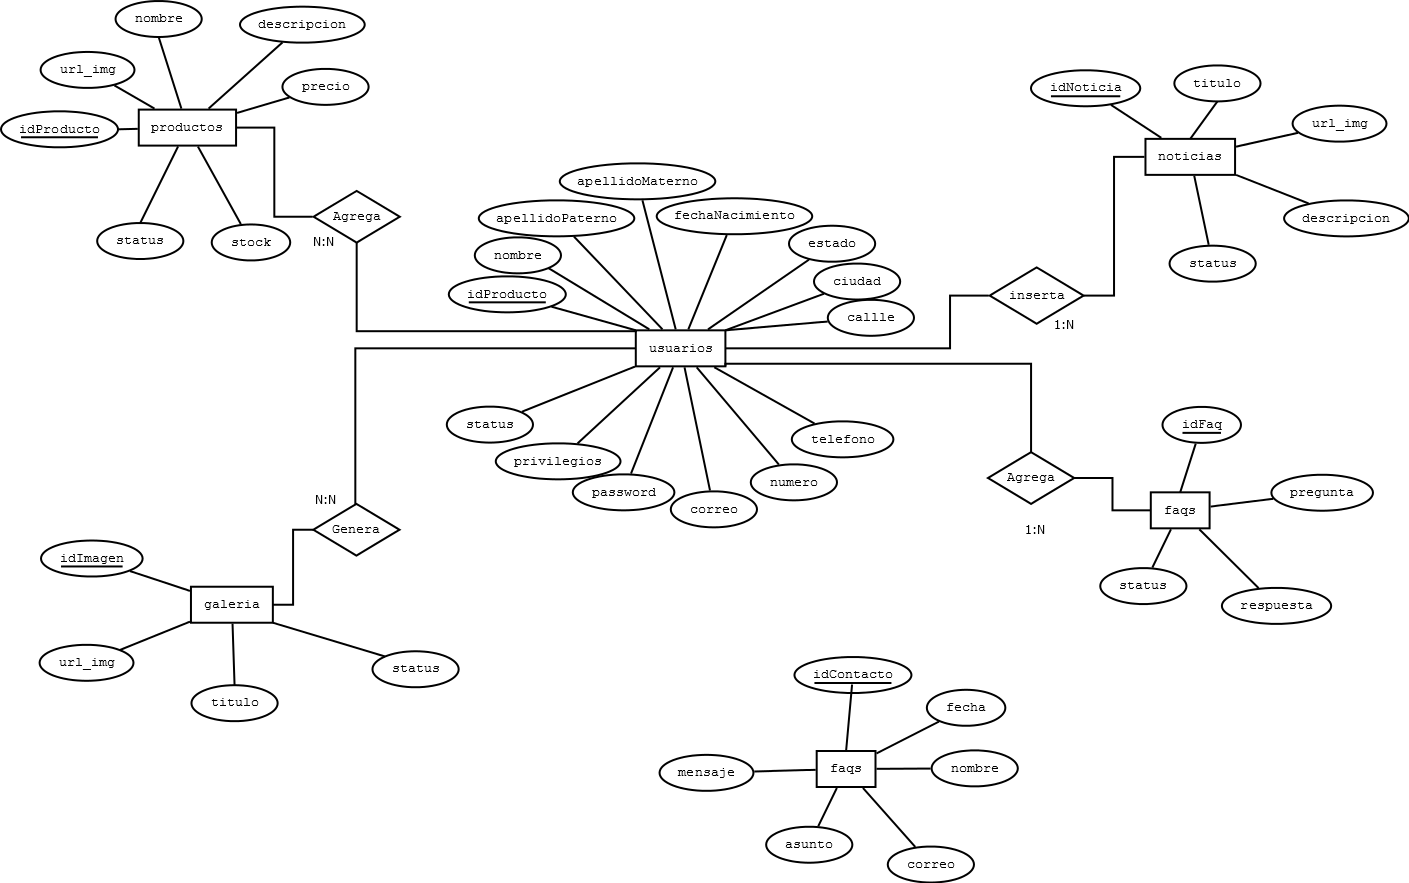 nombre
descripcion
url_img
precio
idProducto
productos
status
stock
Agrega
N:N
apellidoMaterno
apellidoPaterno
fechaNacimiento
nombre
estado
idProducto
ciudad
callle
usuarios
status
telefono
privilegios
numero
password
correo
idNoticia
titulo
url_img
noticias
descripcion
status
inserta
1:N
Agrega
1:N
idFaq
pregunta
faqs
status
respuesta
N:N
Genera
idImagen
galeria
url_img
titulo
status
idContacto
fecha
mensaje
faqs
nombre
asunto
correo